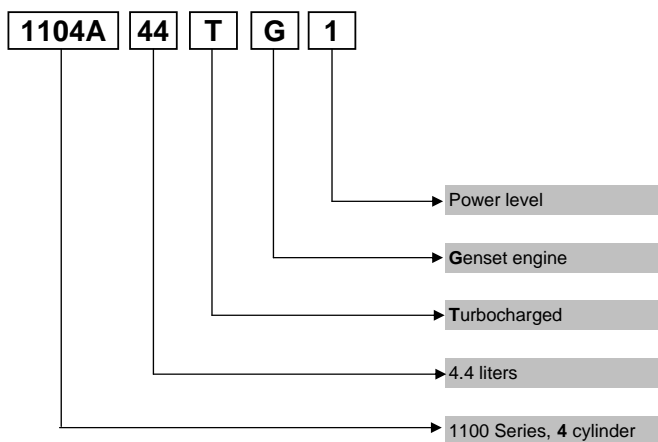 1104A 44 T G 1
Power level
Genset engine
Turbocharged
4.4 liters
1100 Series, 4 cylinder